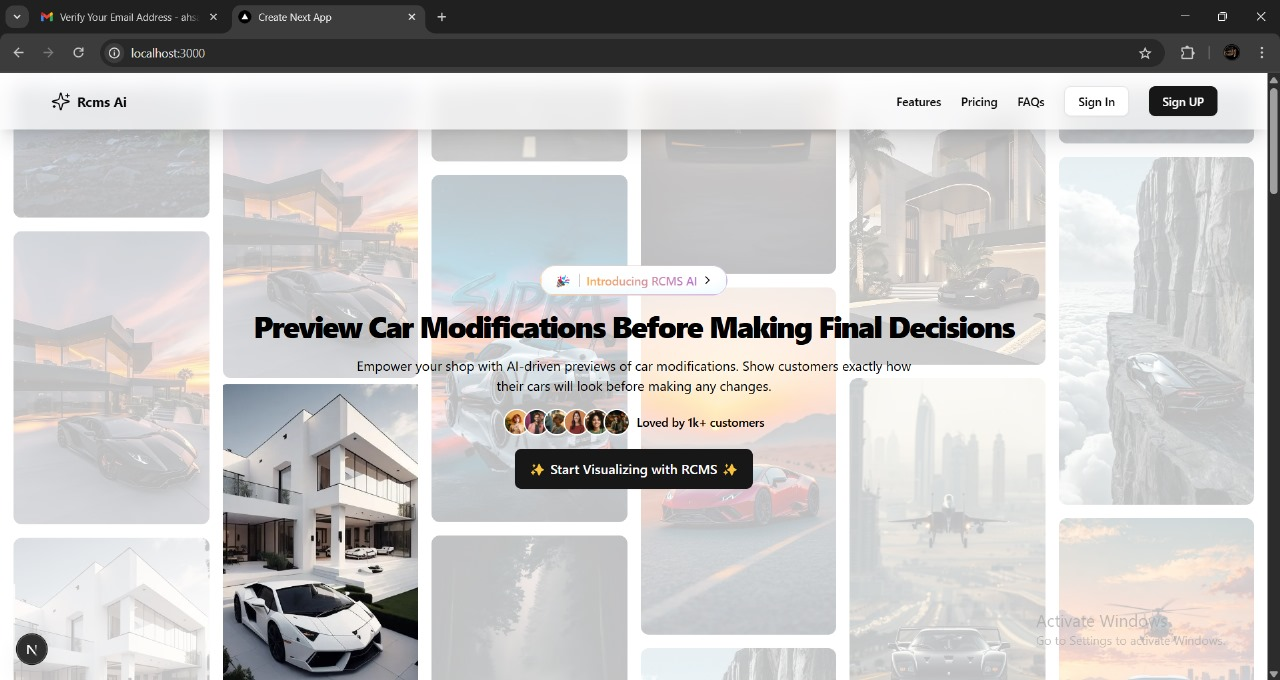 Verify Your Email Address - ahs
Create Next App
localhost:3000
Rcms Ai
Features
Pricing
FAQs
Sign In
Sign UP
🎉 | Introducing RCMS AI
Preview Car Modifications Before Making Final Decisions
Empower your shop with AI-driven previews of car modifications. Show customers exactly how
their cars will look before making any changes.
Loved by 1k+ customers
✨ Start Visualizing with RCMS ✨
SUPRA
Activate Windows
Go to Settings to activate Windows.
N